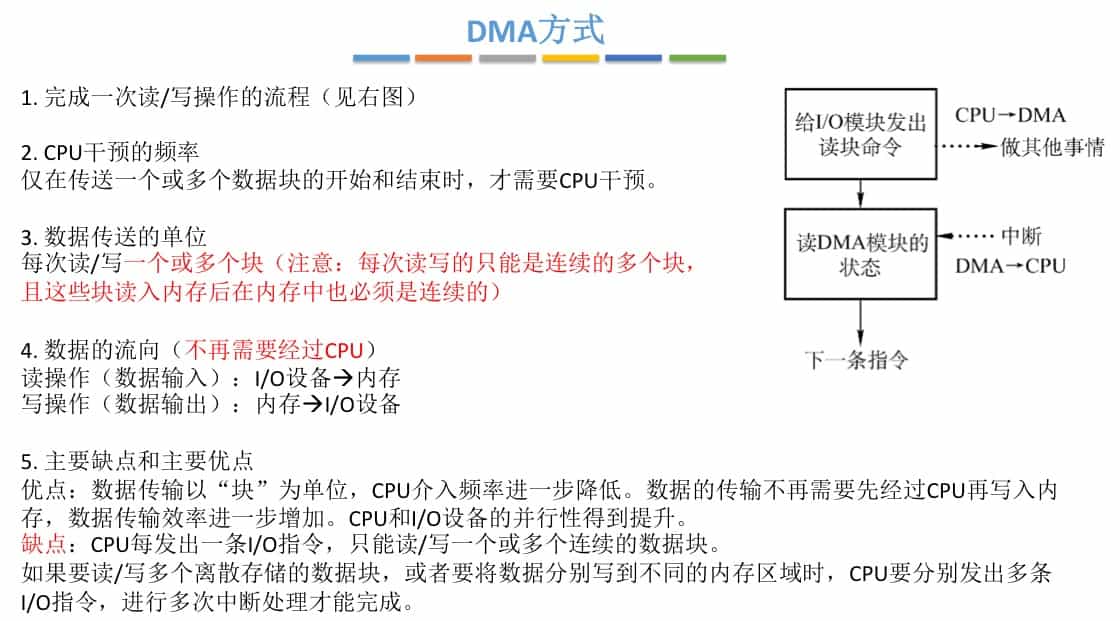 DMA方式
1. 完成一次读/写操作的流程（见右图）
2. CPU干预的频率
仅在传送一个或多个数据块的开始和结束时，才需要CPU干预。
3. 数据传送的单位
每次读/写一个或多个块（注意：每次读写的只能是连续的多个块，
且这些块读入内存后在内存中也必须是连续的）
4. 数据的流向（不再需要经过CPU）
读操作（数据输入）：I/O设备→内存
写操作（数据输出）：内存→I/O设备
5. 主要缺点和主要优点
优点：数据传输以“块”为单位，CPU介入频率进一步降低。数据的传输不再需要先经过CPU再写入内
存，数据传输效率进一步增加。CPU和I/O设备的并行性得到提升。
缺点：CPU每发出一条I/O指令，只能读/写一个或多个连续的数据块。
如果要读/写多个离散存储的数据块，或者要将数据分别写到不同的内存区域时，CPU要分别发出多条
I/O指令，进行多次中断处理才能完成。
给I/O模块发出
读块命令
CPU→DMA
做其他事情
读DMA模块的
状态
中断
DMA→CPU
下一条指令